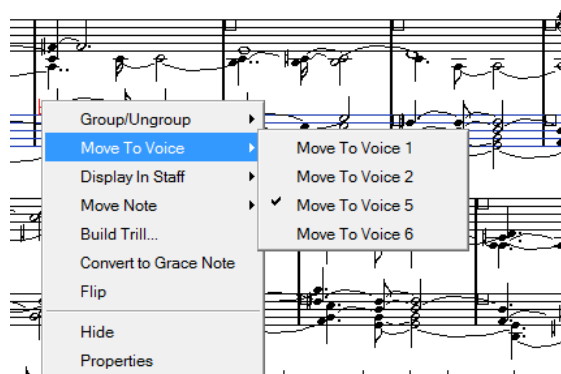 Group/Ungroup
Move To Voice
Display In Staff
Move Note
Build Trill...
Convert to Grace Note
Flip
Hide
Properties
Move To Voice 1
Move To Voice 2
Move To Voice 5
Move To Voice 6